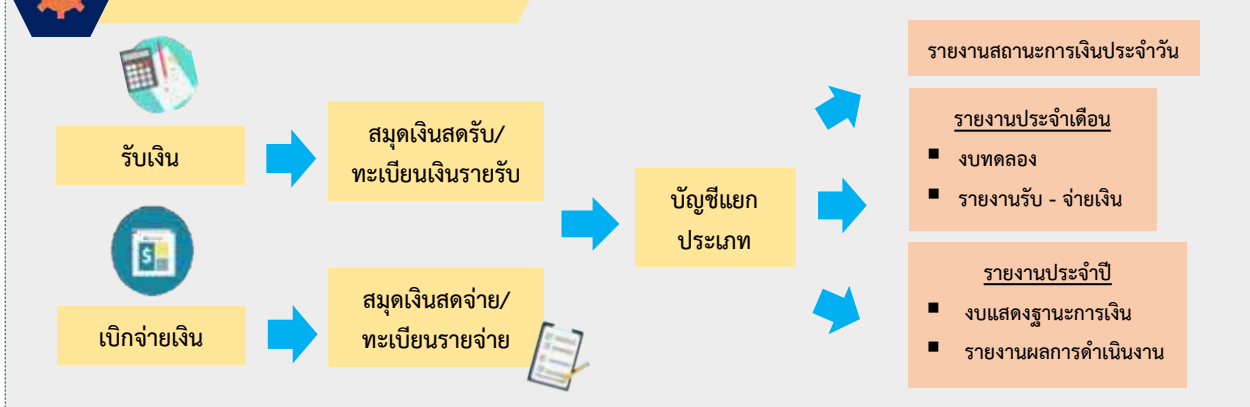 รับเงิน
สมุดเงินสดรับ/
ทะเบียนเงินรายรับ
เบิกจ่ายเงิน
สมุดเงินสดจ่าย/
ทะเบียนรายจ่าย
บัญชีแยก
ประเภท
รายงานสถานะการเงินประจำวัน
รายงานประจำเดือน
▪ งบทดลอง
▪ รายงานรับ - จ่ายเงิน
รายงานประจำปี
▪ งบแสดงฐานะการเงิน
▪ รายงานผลการดำเนินงาน